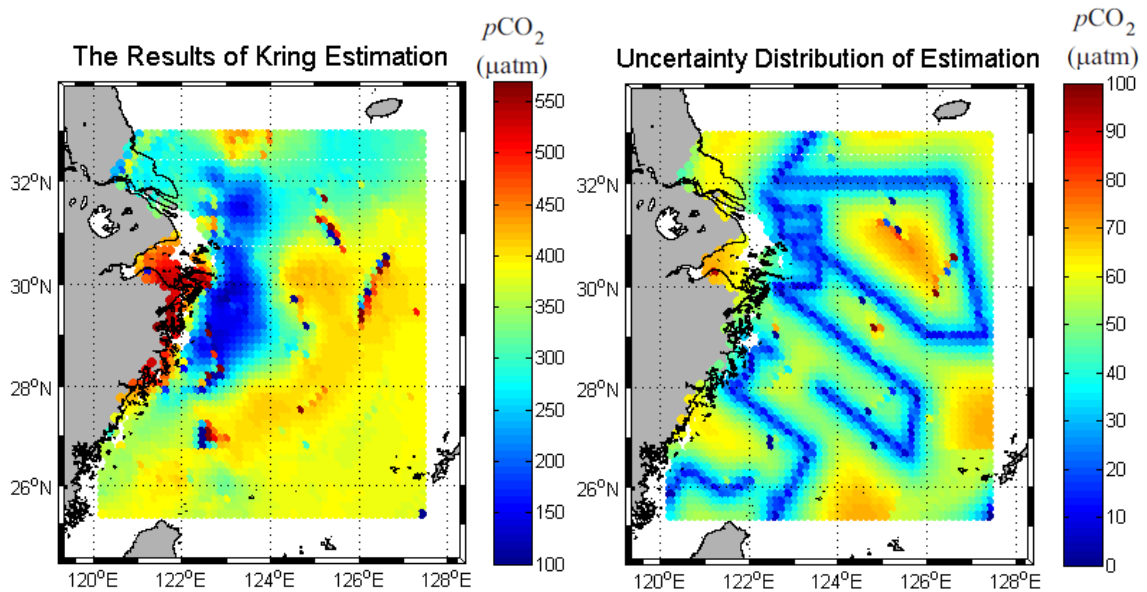 The Results of Kring Estimation
pCO2
(µatm)
32°N
30°N
28°N
26°N
120°E 122°E 124°E 126°E 128°E
550
500
450
400
350
300
250
200
150
100
Uncertainty Distribution of Estimation
pCO2
(µatm)
32°N
30°N
28°N
26°N
120°E 122°E 124°E 126°E 128°E
100
90
80
70
60
50
40
30
20
10
0